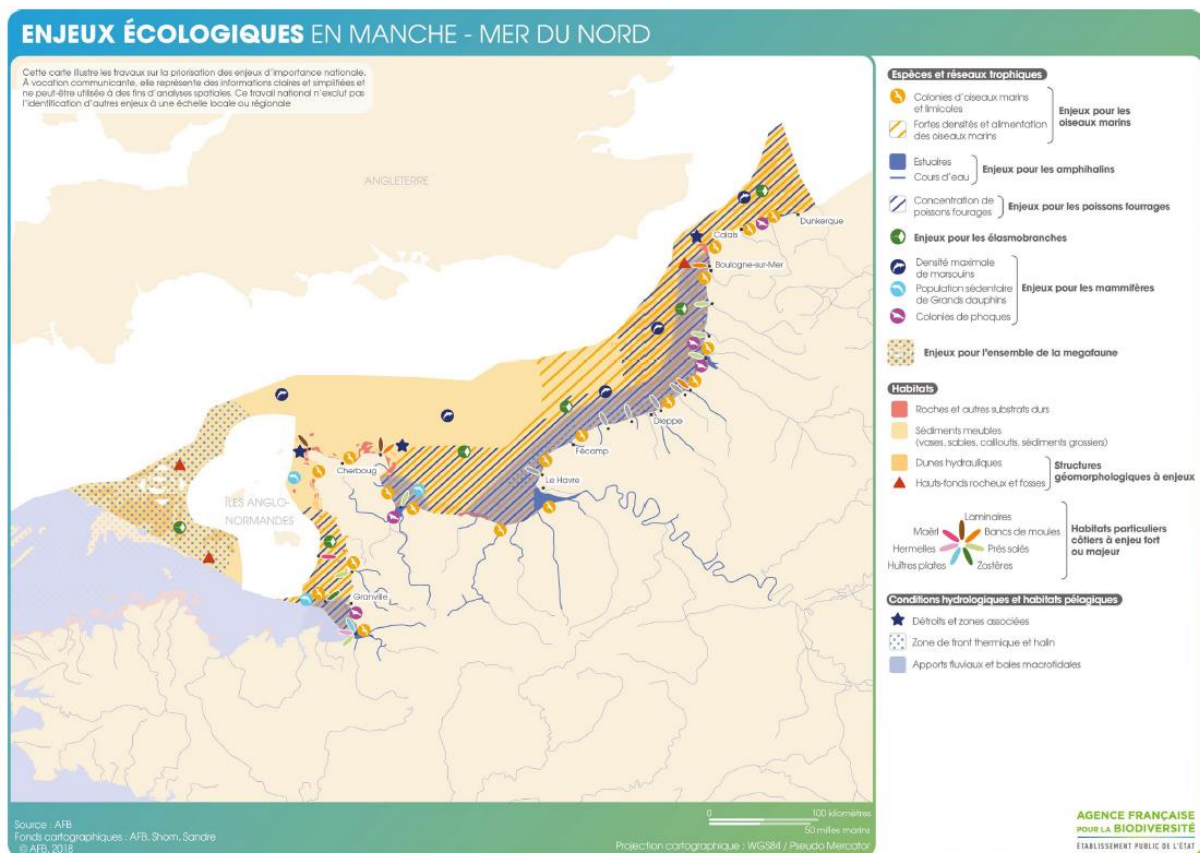 ENJEUX ÉCOLOGIQUES EN MANCHE - MER DU NORD
Cette carte illustre les travaux sur la priorisation des enjeux d'importance nationale.
À vocation communicante, elle représente des informations claires et simplifiées et
ne peut-être utilisée à des fins d'analyses spatiales. Ce travail national n'exclut pas
l'identification d'autres enjeux à une échelle locale ou régionale
ANGLETERRE
Dunkerque
Calais
Boulogne-sur-Mer
Dieppe
Fécamp
Cherboug
Le Havre
ÎLES ANGLO-
NORMANDES
Granville
Espèces et réseaux trophiques
Colonies d'oiseaux marins
et limicoles
Fortes densités et alimentation
des oiseaux marins
Enjeux pour les
oiseaux marins
Estuaires
Cours d'eau
Enjeux pour les amphihalins
Concentration de
poissons fourages
Enjeux pour les poissons fourrages
Enjeux pour les élasmobranches
Densité maximale
de marsouins
Population sédentaire
de Grands dauphins
Colonies de phoques
Enjeux pour les mammifères
Enjeux pour l'ensemble de la megafaune
Habitats
Roches et autres substrats durs
Sédiments meubles
(vases, sables, cailloutis, sédiments grossiers)
Dunes hydrauliques
Hauts-fonds rocheux et fosses
Structures
géomorphologiques à enjeux
Laminaires
Maërl
Bancs de moules
Hermelles
Prés salés
Huîtres plates
Zostères
Habitats particuliers
côtiers à enjeu fort
ou majeur
Conditions hydrologiques et habitats pélagiques
Détroits et zones associées
Zone de front thermique et halin
Apports fluviaux et baies macrotidales
Source : AFB
Fonds cartographiques : AFB, Shom, Sandre
© AFB, 2018
0 100 kilomètres
50 milles marins
Projection cartographique : WGS84 / Pseudo Mercator
AGENCE FRANÇAISE
POUR LA BIODIVERSITÉ
ÉTABLISSEMENT PUBLIC DE L'ÉTAT